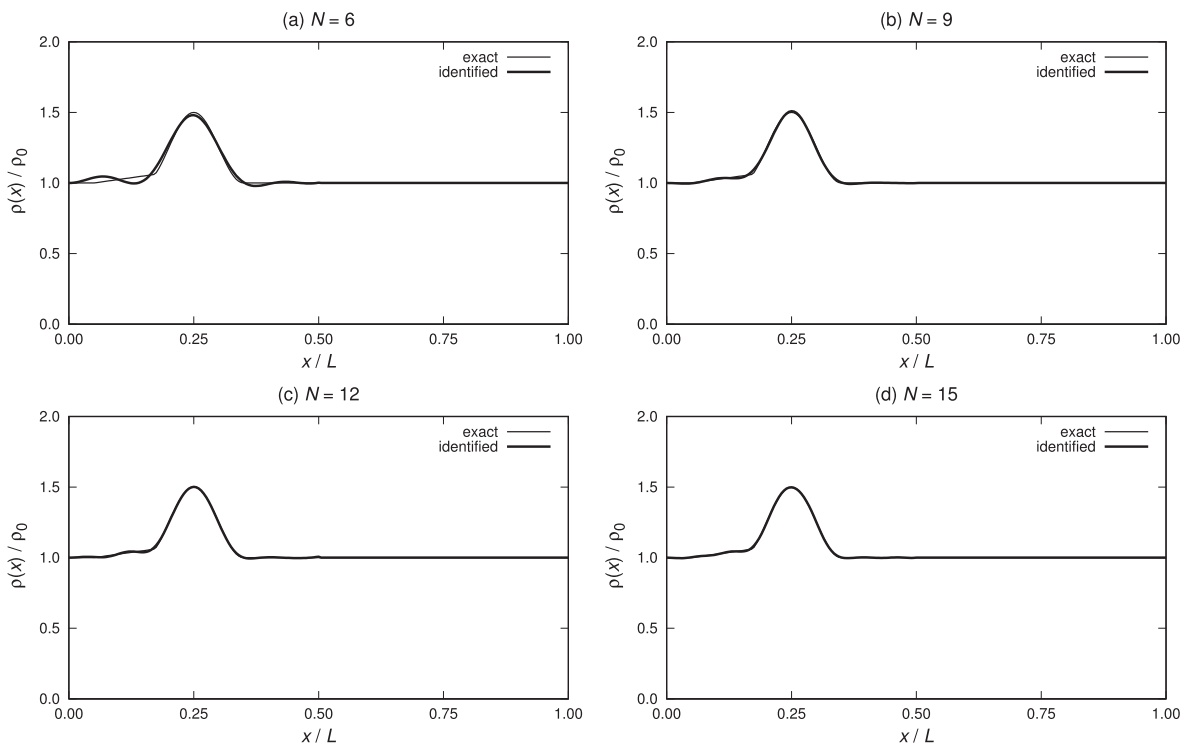 (a) N = 6
2.0
1.5
1.0
0.5
0.0
ρ(x) / ρ0
exact
identified
0.00 0.25 0.50 0.75 1.00
x / L
(b) N = 9
2.0
1.5
1.0
0.5
0.0
ρ(x) / ρ0
exact
identified
0.00 0.25 0.50 0.75 1.00
x / L
(c) N = 12
2.0
1.5
1.0
0.5
0.0
ρ(x) / ρ0
exact
identified
0.00 0.25 0.50 0.75 1.00
x / L
(d) N = 15
2.0
1.5
1.0
0.5
0.0
ρ(x) / ρ0
exact
identified
0.00 0.25 0.50 0.75 1.00
x / L